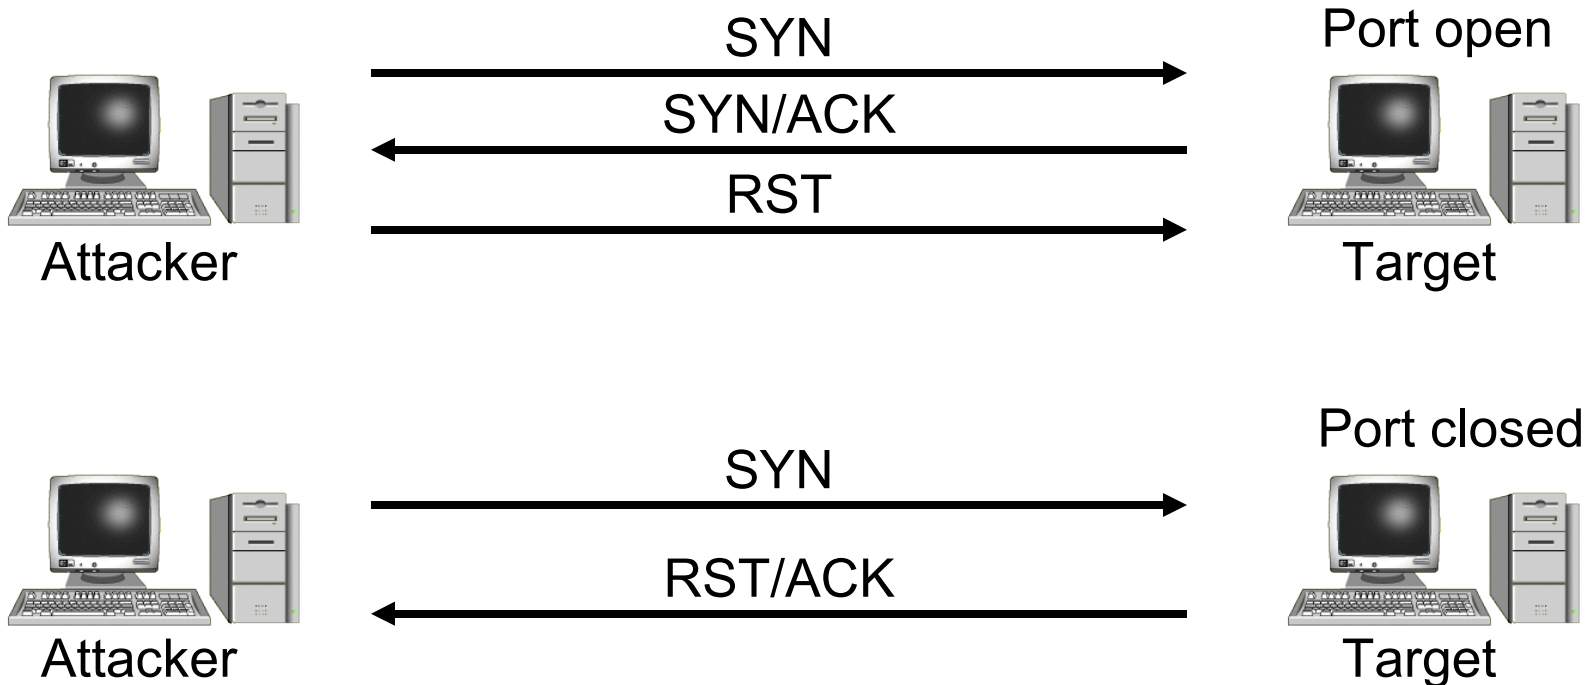 SYN
Port open
SYN/ACK
RST
Attacker
Target
Port closed
SYN
RST/ACK
Attacker
Target